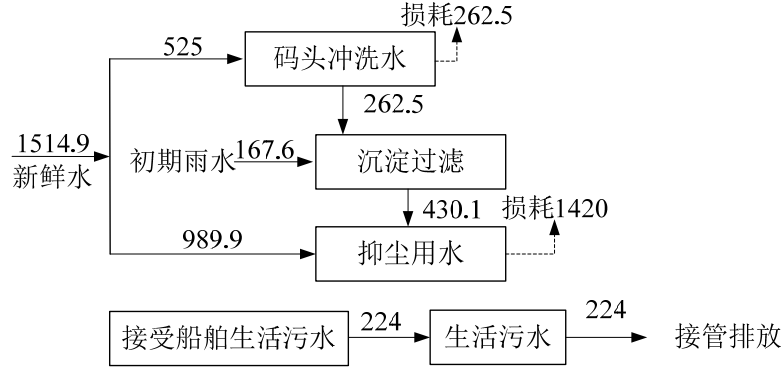 损耗262.5
525
码头冲洗水
262.5
1514.9
新鲜水
初期雨水
167.6
沉淀过滤
430.1
损耗1420
989.9
抑尘用水
接受船舶生活污水
224
生活污水
224
接管排放